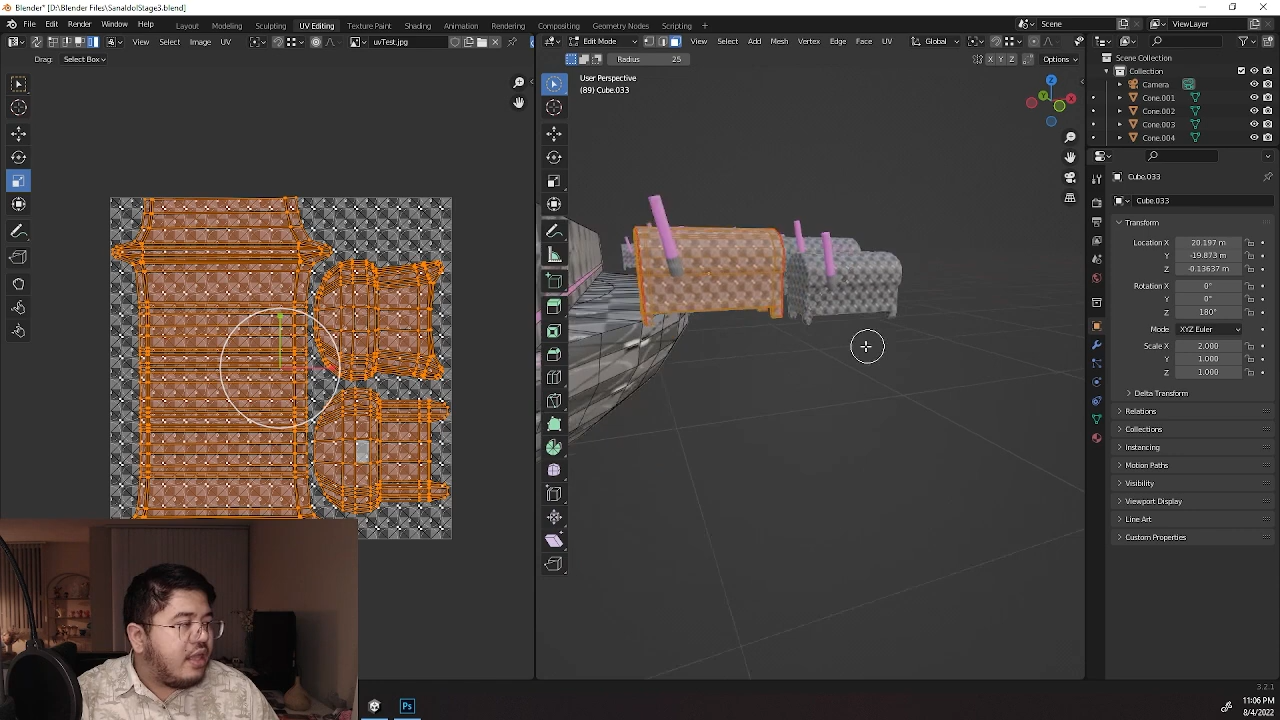 Blender* [D:\Blender Files\SanaIdolStage3.blend]
File Edit Render Window Help Layout Modeling Sculpting UV Editing Texture Paint Shading Animation Rendering Compositing Geometry Nodes Scripting + Scene ViewLayer
View Select Image UV uvTest.jpg
Edit Mode View Select Add Mesh Vertex Edge Face UV Global
Drag: Select Box
Radius 25
X Y Z Options
User Perspective
(89) Cube.033
Scene Collection
Collection
Camera
Cone.001
Cone.002
Cone.003
Cone.004
Cube.033
Cube.033
Transform
Location X 20.197 m
Y -19.873 m
Z -0.13637 m
Rotation X 0°
Y 0°
Z 180°
Mode XYZ Euler
Scale X 2.000
Y 1.000
Z 1.000
Delta Transform
Relations
Collections
Instancing
Motion Paths
Visibility
Viewport Display
Line Art
Custom Properties
3.2.1
Ps
11:06 PM
8/4/2022